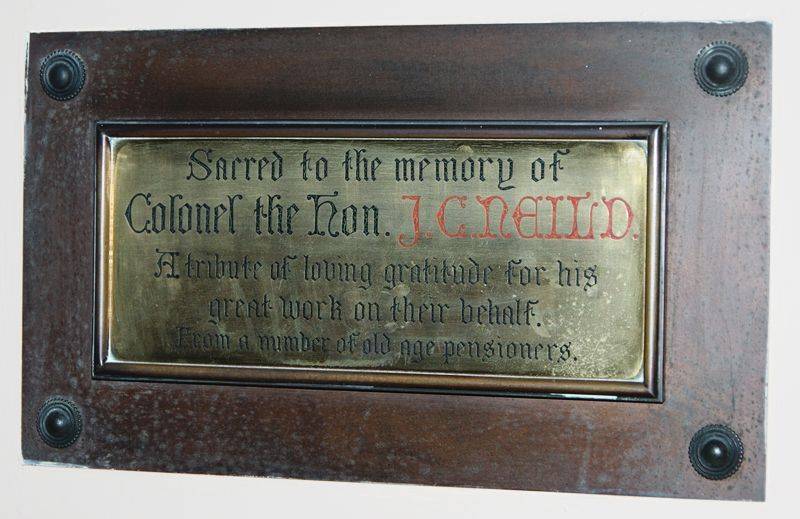 Sacred to the memory of
Colonel the Hon. J.C.NEILD.
A tribute of loving gratitude for his
great work on their behalf.
From a number of old age pensioners.